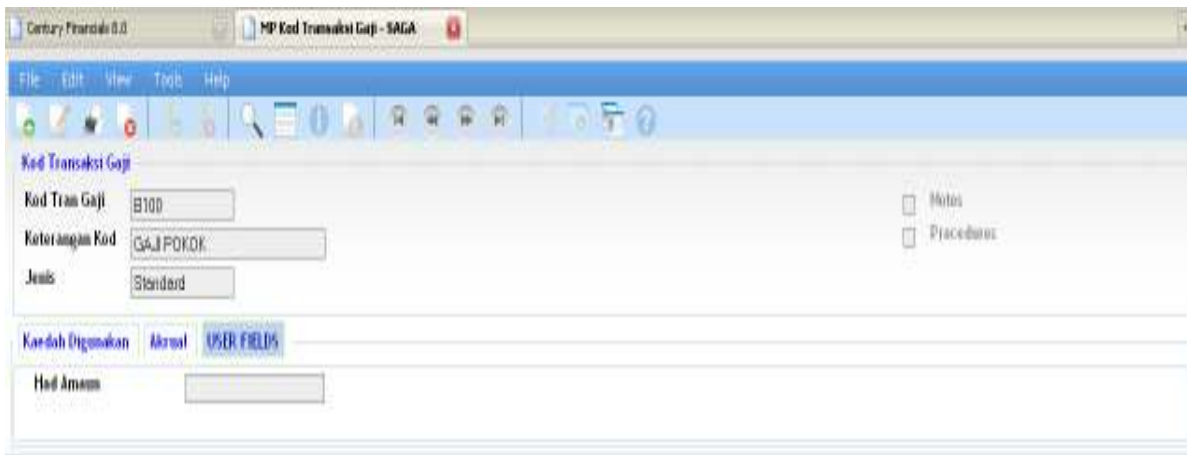 Century Financials 8.0
MP Kod Transaksi Gaji - SAGA
File Edit View Tools Help
Kod Transaksi Gaji
Kod Tran Gaji B100
Notes
Keterangan Kod GAJI POKOK
Procedures
Jenis Standard
Kaedah Digunakan Akrual USER FIELDS
Had Amaun